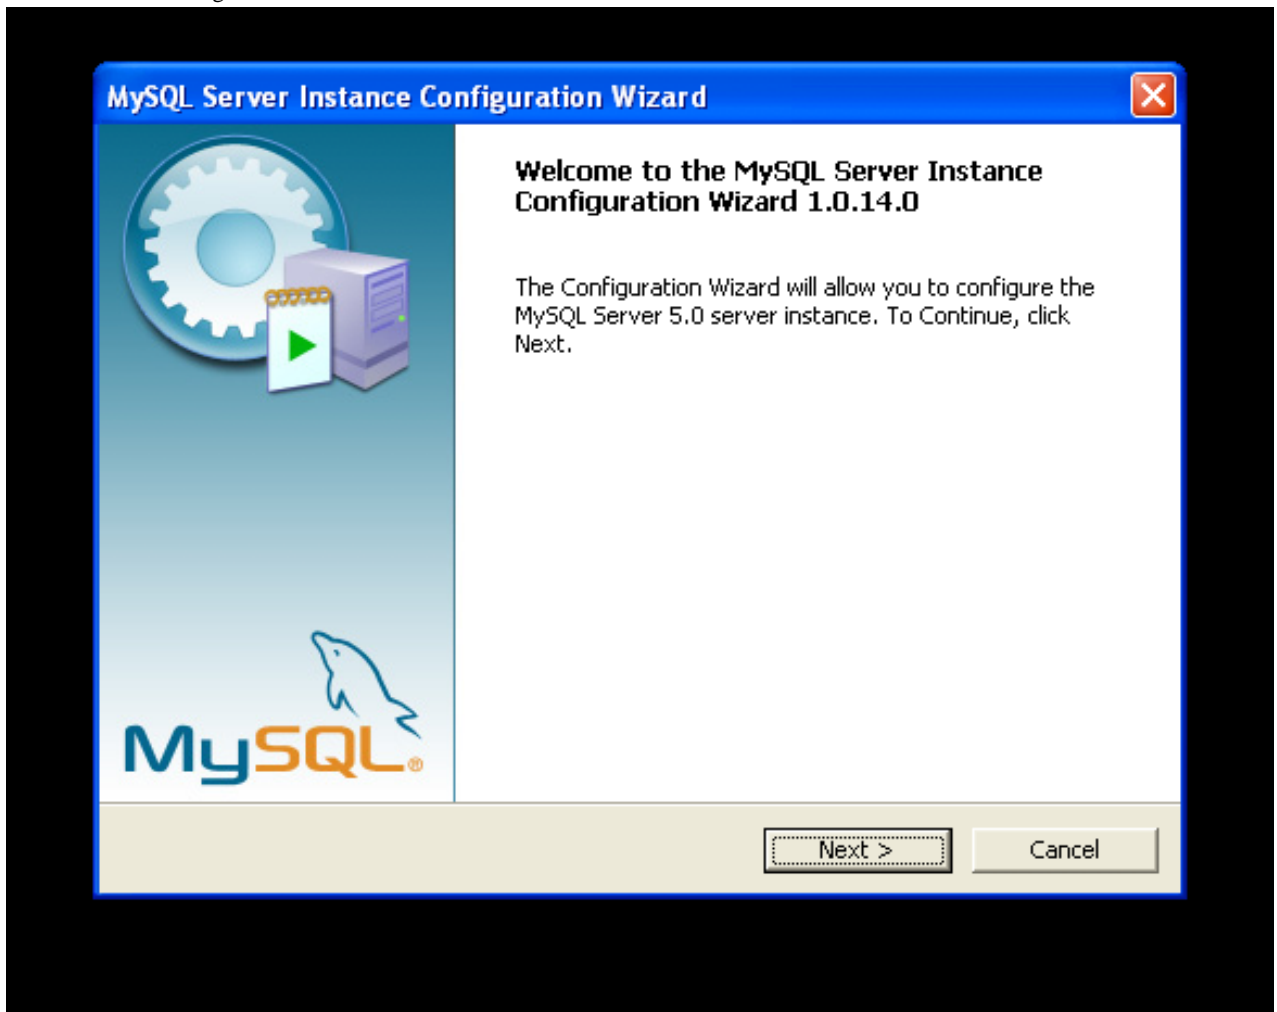 MySQL Server Instance Configuration Wizard
Welcome to the MySQL Server Instance
Configuration Wizard 1.0.14.0
The Configuration Wizard will allow you to configure the
MySQL Server 5.0 server instance. To Continue, click
Next.
MySQL®
Next >
Cancel